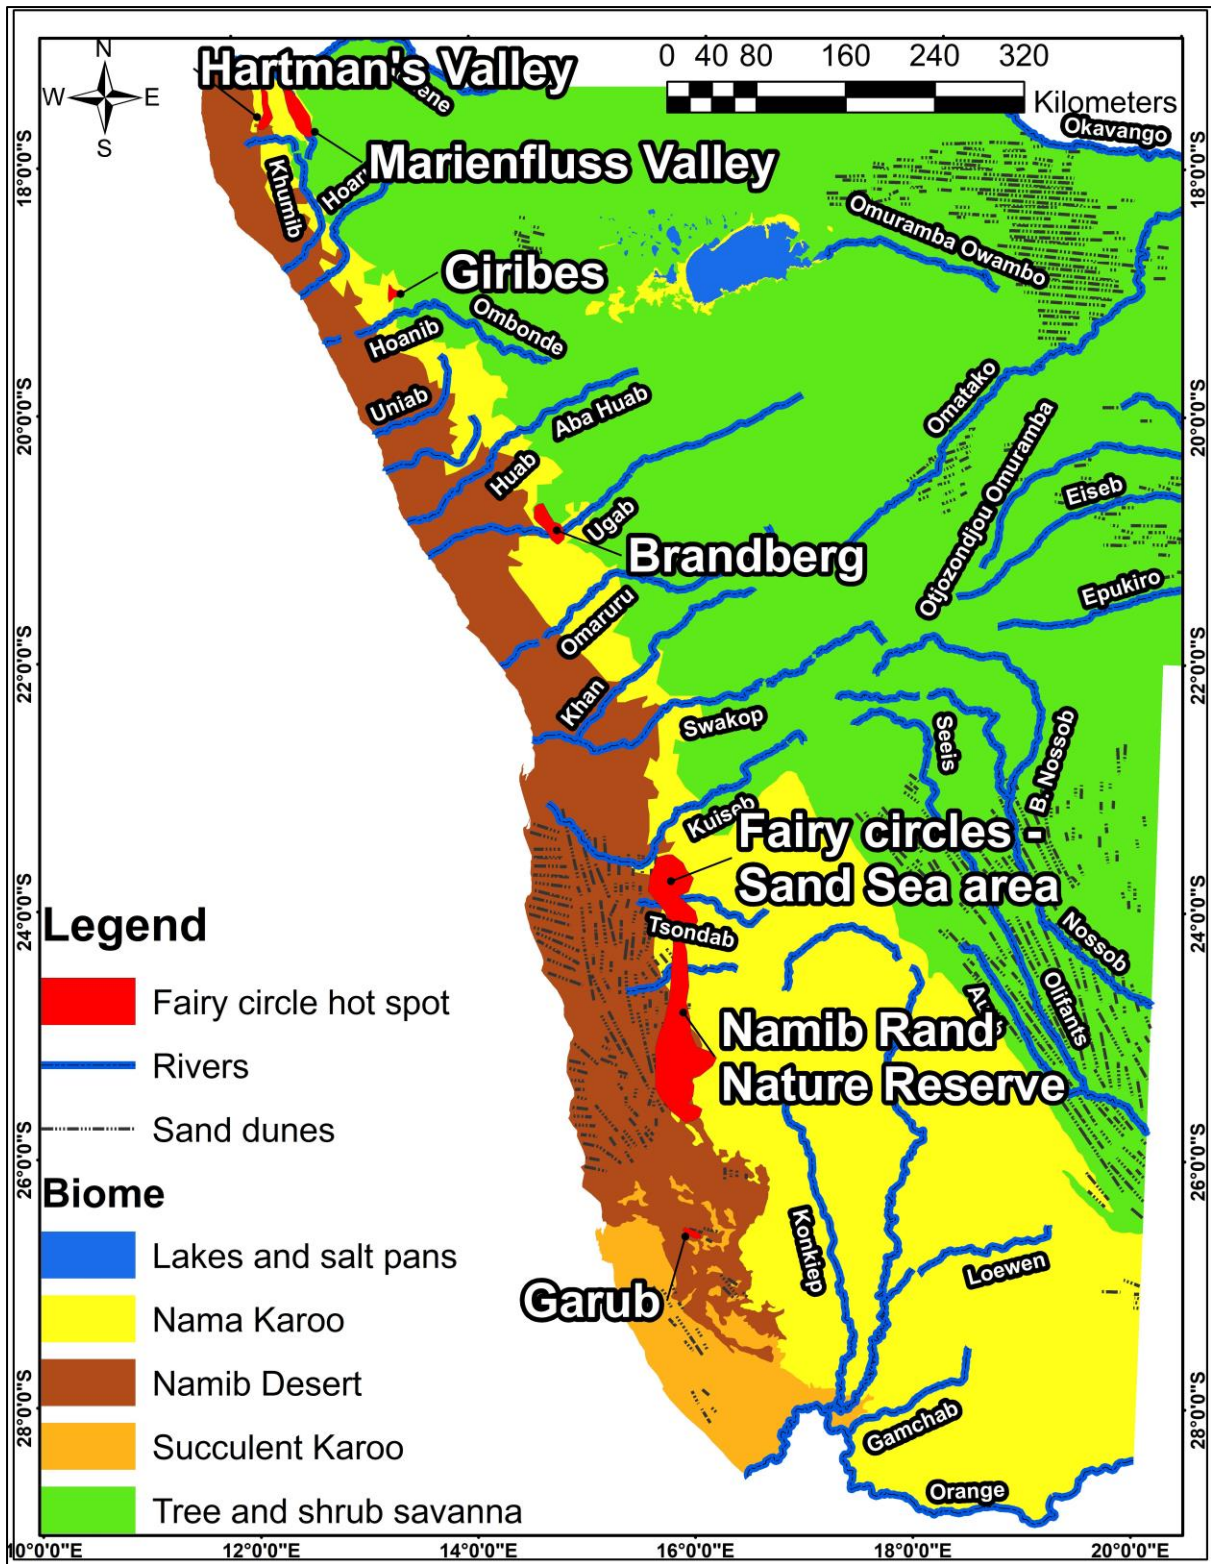 N
W
E
S
0 40 80 160 240 320
Kilometers
Hartman's Valley
Okavango
Marienfluss Valley
Khumib
Omuramba Owambo
Giribes
Ombonde
Hoanib
Uniab
Aba Huab
Omatako
Otjozondjou Omuramba
Huab
Eiseb
Ugab
Brandberg
Epukiro
Omaruru
Khan
Swakop
Seeis
B. Nossob
Kuiseb
Fairy circles -
Sand Sea area
Tsondab
Nossob
Olifants
Namib Rand
Nature Reserve
Konkiep
Loewen
Garub
Gamchab
Orange
Legend
Fairy circle hot spot
Rivers
Sand dunes
Biome
Lakes and salt pans
Nama Karoo
Namib Desert
Succulent Karoo
Tree and shrub savanna
18°0'0"S
20°0'0"S
22°0'0"S
24°0'0"S
26°0'0"S
28°0'0"S
18°0'0"S
20°0'0"S
22°0'0"S
24°0'0"S
26°0'0"S
28°0'0"S
10°0'0"E 12°0'0"E 14°0'0"E 16°0'0"E 18°0'0"E 20°0'0"E